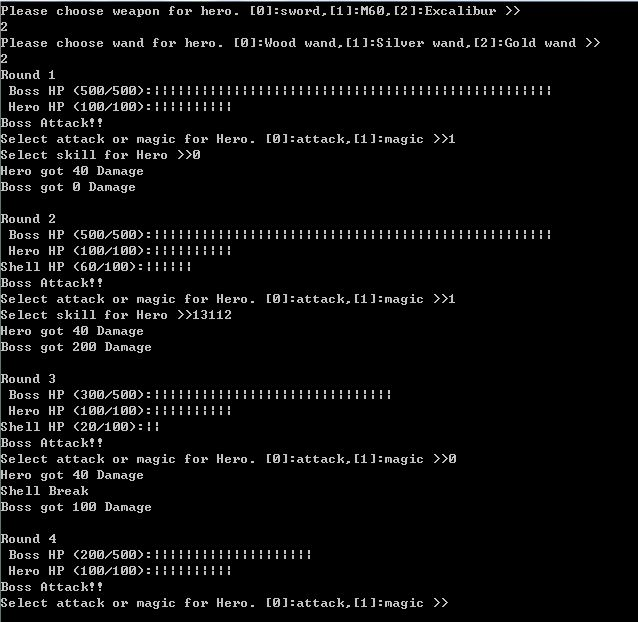 Please choose weapon for hero. [0]:sword,[1]:M60,[2]:Excalibur >>
2
Please choose wand for hero. [0]:Wood wand,[1]:Silver wand,[2]:Gold wand >>
2
Round 1
Boss HP (500/500):¦¦¦¦¦¦¦¦¦¦¦¦¦¦¦¦¦¦¦¦¦¦¦¦¦¦¦¦¦¦¦¦¦¦¦¦¦¦¦¦¦¦¦¦¦¦¦¦¦¦
Hero HP (100/100):¦¦¦¦¦¦¦¦¦¦
Boss Attack!!
Select attack or magic for Hero. [0]:attack,[1]:magic >>1
Select skill for Hero >>0
Hero got 40 Damage
Boss got 0 Damage
Round 2
Boss HP (500/500):¦¦¦¦¦¦¦¦¦¦¦¦¦¦¦¦¦¦¦¦¦¦¦¦¦¦¦¦¦¦¦¦¦¦¦¦¦¦¦¦¦¦¦¦¦¦¦¦¦¦
Hero HP (100/100):¦¦¦¦¦¦¦¦¦¦
Shell HP (60/100):¦¦¦¦¦¦
Boss Attack!!
Select attack or magic for Hero. [0]:attack,[1]:magic >>1
Select skill for Hero >>13112
Hero got 40 Damage
Boss got 200 Damage
Round 3
Boss HP (300/500):¦¦¦¦¦¦¦¦¦¦¦¦¦¦¦¦¦¦¦¦¦¦¦¦¦¦¦¦¦¦
Hero HP (100/100):¦¦¦¦¦¦¦¦¦¦
Shell HP (20/100):¦¦
Boss Attack!!
Select attack or magic for Hero. [0]:attack,[1]:magic >>0
Hero got 40 Damage
Shell Break
Boss got 100 Damage
Round 4
Boss HP (200/500):¦¦¦¦¦¦¦¦¦¦¦¦¦¦¦¦¦¦¦¦
Hero HP (100/100):¦¦¦¦¦¦¦¦¦¦
Boss Attack!!
Select attack or magic for Hero. [0]:attack,[1]:magic >>